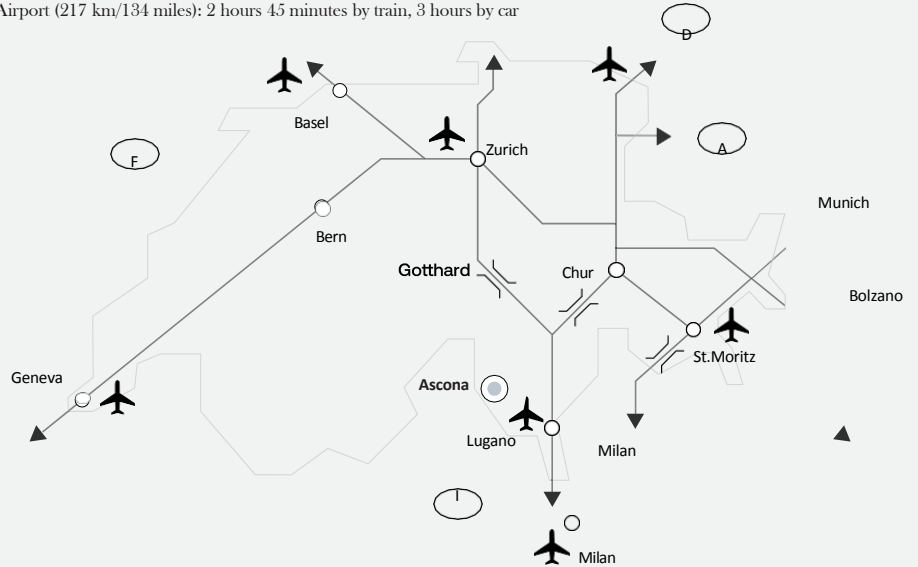 Airport (217 km/134 miles): 2 hours 45 minutes by train, 3 hours by car
D
Basel
F
Zurich
A
Munich
Bern
Gotthard
Chur
Bolzano
St.Moritz
Geneva
Ascona
Lugano
Milan
I
Milan